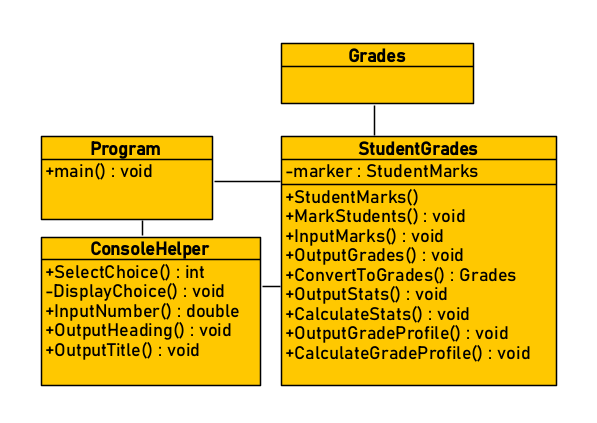 Grades
Program
+main() : void
StudentGrades
-marker : StudentMarks
+StudentMarks()
+MarkStudents() : void
+InputMarks() : void
+OutputGrades() : void
+ConvertToGrades() : Grades
+OutputStats() : void
+CalculateStats() : void
+OutputGradeProfile() : void
+CalculateGradeProfile() : void
ConsoleHelper
+SelectChoice() : int
-DisplayChoice() : void
+InputNumber() : double
+OutputHeading() : void
+OutputTitle() : void